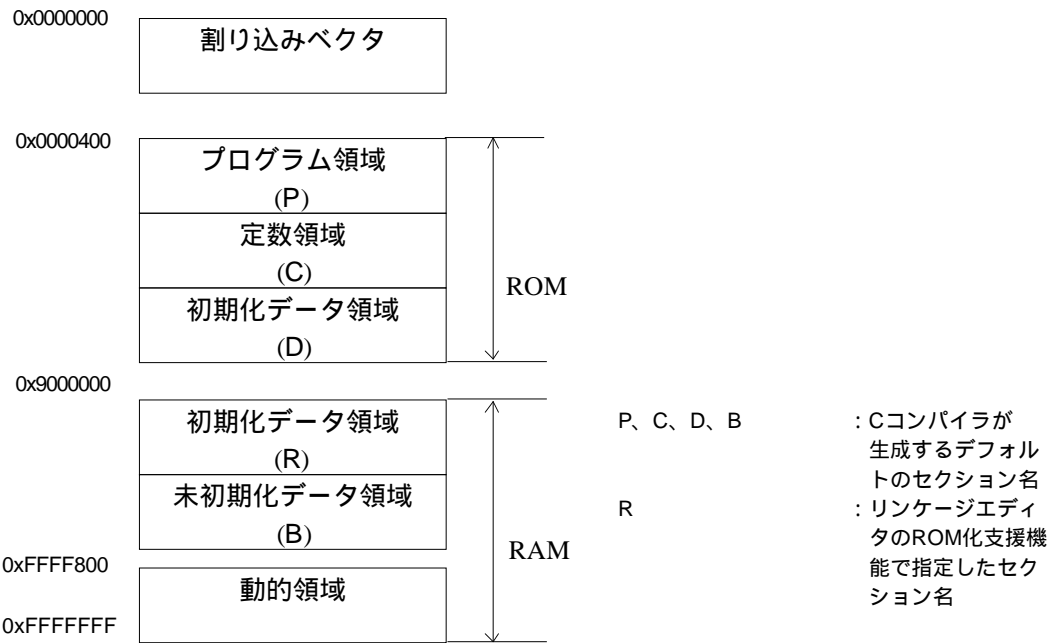 0x0000000
割り込みベクタ
0x0000400
プログラム領域
(P)
定数領域
(C)
初期化データ領域
(D)
ROM
0x9000000
初期化データ領域
(R)
未初期化データ領域
(B)
RAM
0xFFFF800
動的領域
0xFFFFFFF
P、C、D、B :Cコンパイラが
生成するデフォル
トのセクション名
R :リンケージエディ
タのROM化支援機
能で指定したセク
ション名